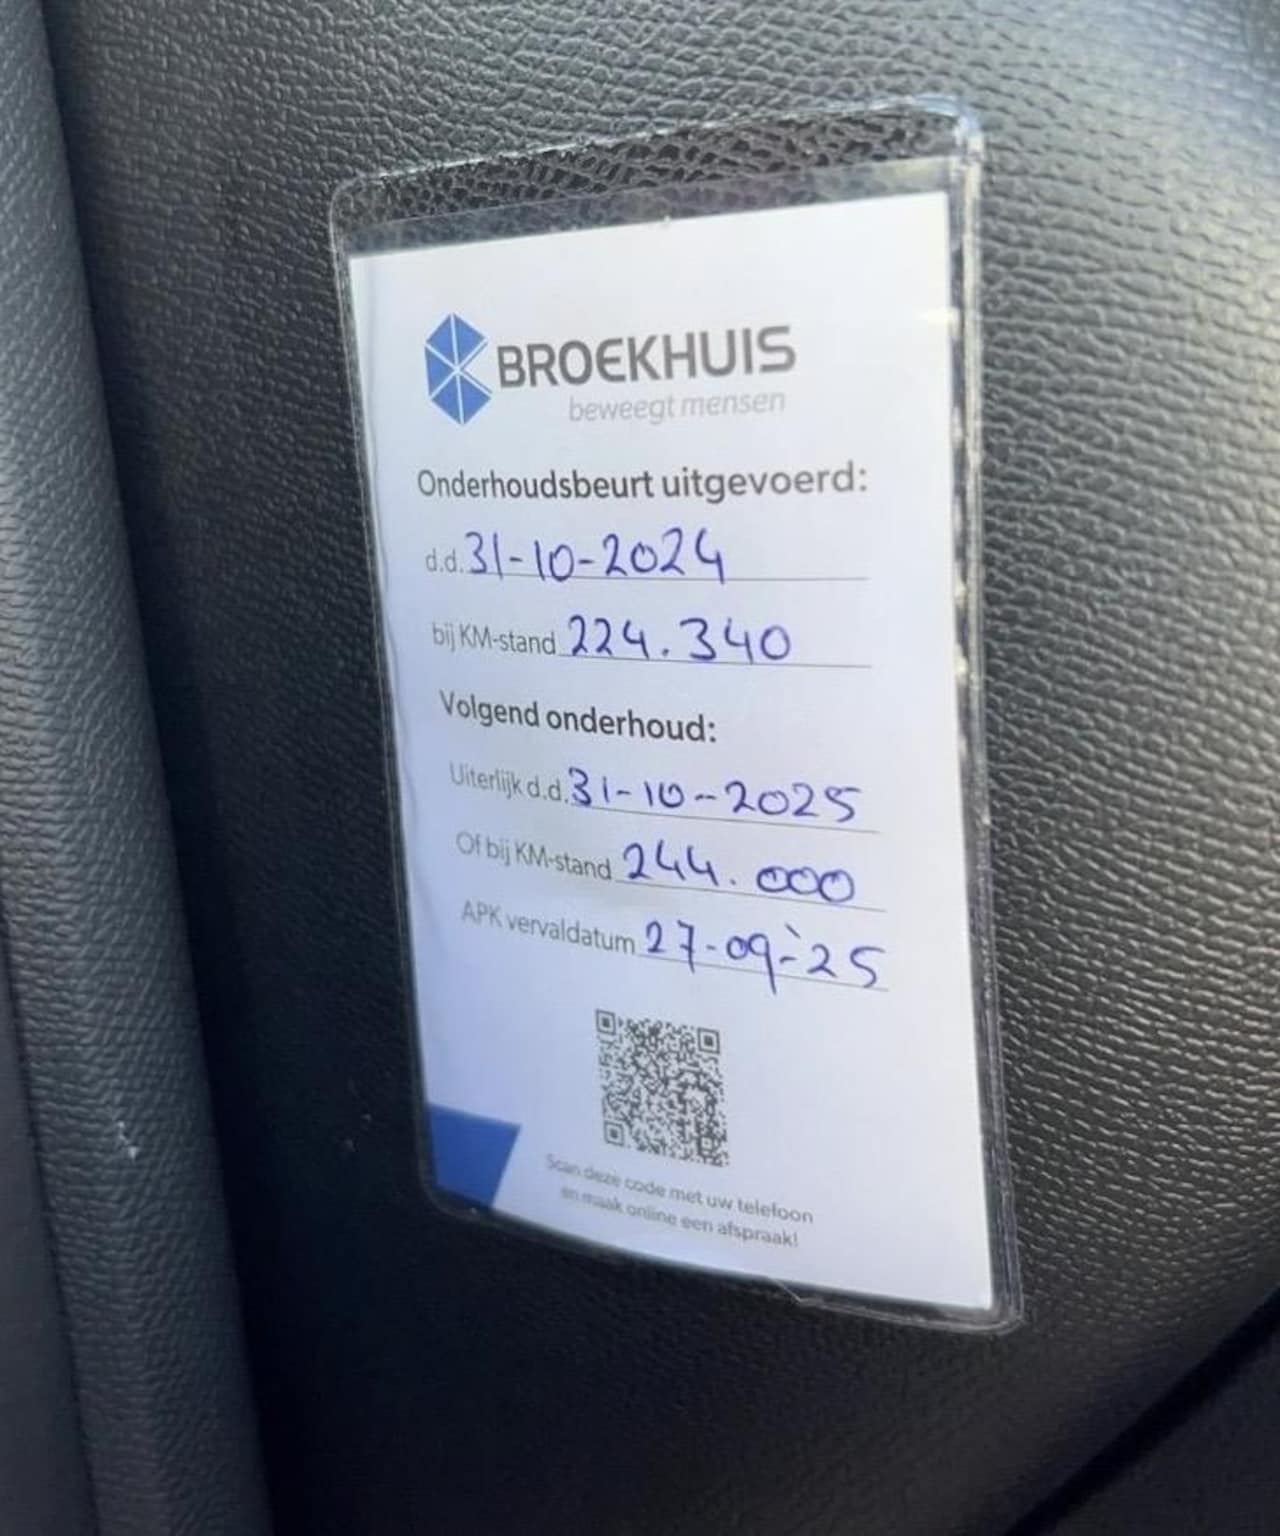 BROEKHUIS
beweegt mensen
Onderhoudsbeurt uitgevoerd:
d.d. 31-10-2024
bij KM-stand 224.340
Volgend onderhoud:
Uiterlijk d.d. 31-10-2025
Of bij KM-stand 244.000
APK vervaldatum 27-09-'25
Scan deze code met uw telefoon
en maak online een afspraak!